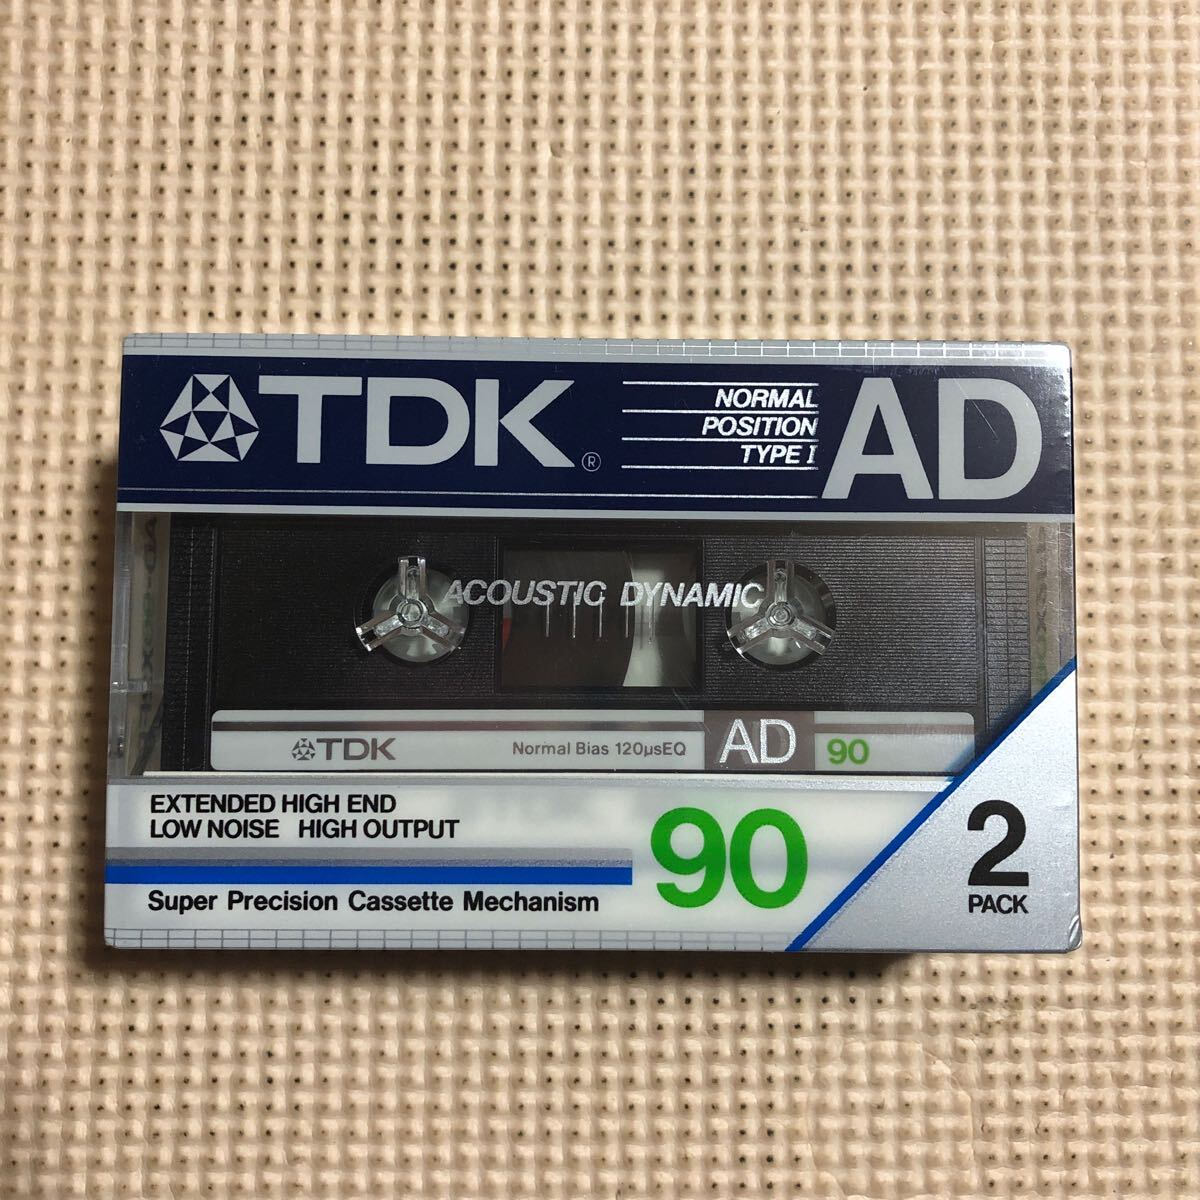 TDK®
NORMAL
POSITION
TYPE I
AD
ACOUSTIC DYNAMIC
TDK
Normal Bias 120µsEQ
AD
90
EXTENDED HIGH END
LOW NOISE HIGH OUTPUT
90
Super Precision Cassette Mechanism
2
PACK